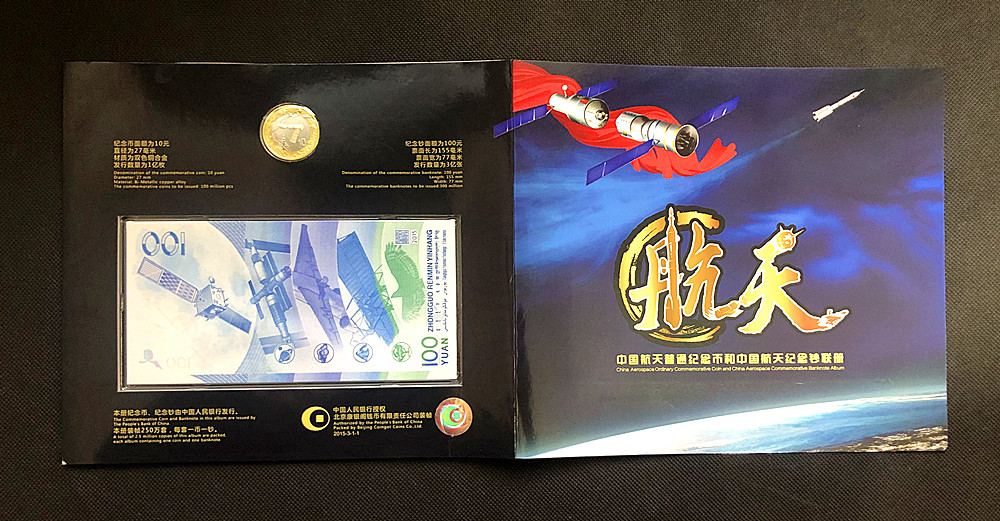 纪念币面额为10元
直径为27毫米
材质为双色铜合金
发行数量为1亿枚
Denomination of the commemorative coin: 10 yuan
Diameter: 27 mm
Material: Bi-Metallic copper alloy
The commemorative coins to be issued: 100 million pcs
纪念钞面额为100元
票面长为155毫米
票面宽为77毫米
发行数量为3亿张
Denomination of the commemorative banknote: 100 yuan
Length: 155 mm
Width: 77 mm
The commemorative banknotes to be issued:300 million
100
2015
ZHONGGUO RENMIN YINHANG
100
YUAN
001
本册纪念币、纪念钞由中国人民银行发行。
The Commemorative Coin and Banknote in this album are issued by
The People's Bank of China
本册装帧250万套，每套一币一钞。
A total of 2.5 million copies of this album are packed,
each album containing one coin and one banknote
中国人民银行授权
北京康银阁钱币有限责任公司装帧
Authorized by the People's Bank of China
Packed by Beijing Comgot Coins Co.,Ltd.
2015-3-1-1
航天
中国航天普通纪念币和中国航天纪念钞联册
China Aerospace Ordinary Commemorative Coin and China Aerospace Commemorative Banknote Album